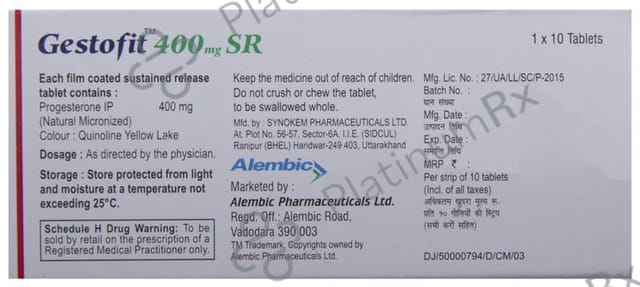 Gestofit™ 400 mg SR
1 x 10 Tablets
Each film coated sustained release
tablet contains :
Progesterone IP 400 mg
(Natural Micronized)
Colour : Quinoline Yellow Lake
Dosage : As directed by the physician.
Storage : Store protected from light
and moisture at a temperature not
exceeding 25°C.
Schedule H Drug Warning: To be
sold by retail on the prescription of a
Registered Medical Practitioner only.
Keep the medicine out of reach of children.
Do not crush or chew the tablet,
to be swallowed whole.
Mfd. by : SYNOKEM PHARMACEUTICALS LTD.
At. Plot No. 56-57, Sector-6A, I.I.E. (SIDCUL)
Ranipur (BHEL) Haridwar-249 403, Uttarakhand
Alembic
Marketed by :
Alembic Pharmaceuticals Ltd.
Regd. Off.: Alembic Road,
Vadodara 390 003
TM Trademark, Copyrights owned by
Alembic Pharmaceuticals Ltd.
Mfg. Lic. No. : 27/UA/LL/SC/P-2015
Batch No. :
घान संख्या
Mfg. Date :
उत्पादन तिथि
Exp. Date :
समाप्ति तिथि
MRP ₹ :
Per strip of 10 tablets
(Incl. of all taxes)
अधिकतम खुदरा मूल्य रू.
प्रति १० गोलियों की स्ट्रिप
(सभी करों सहित)
DJ/50000794/D/CM/03
PlatinumRx